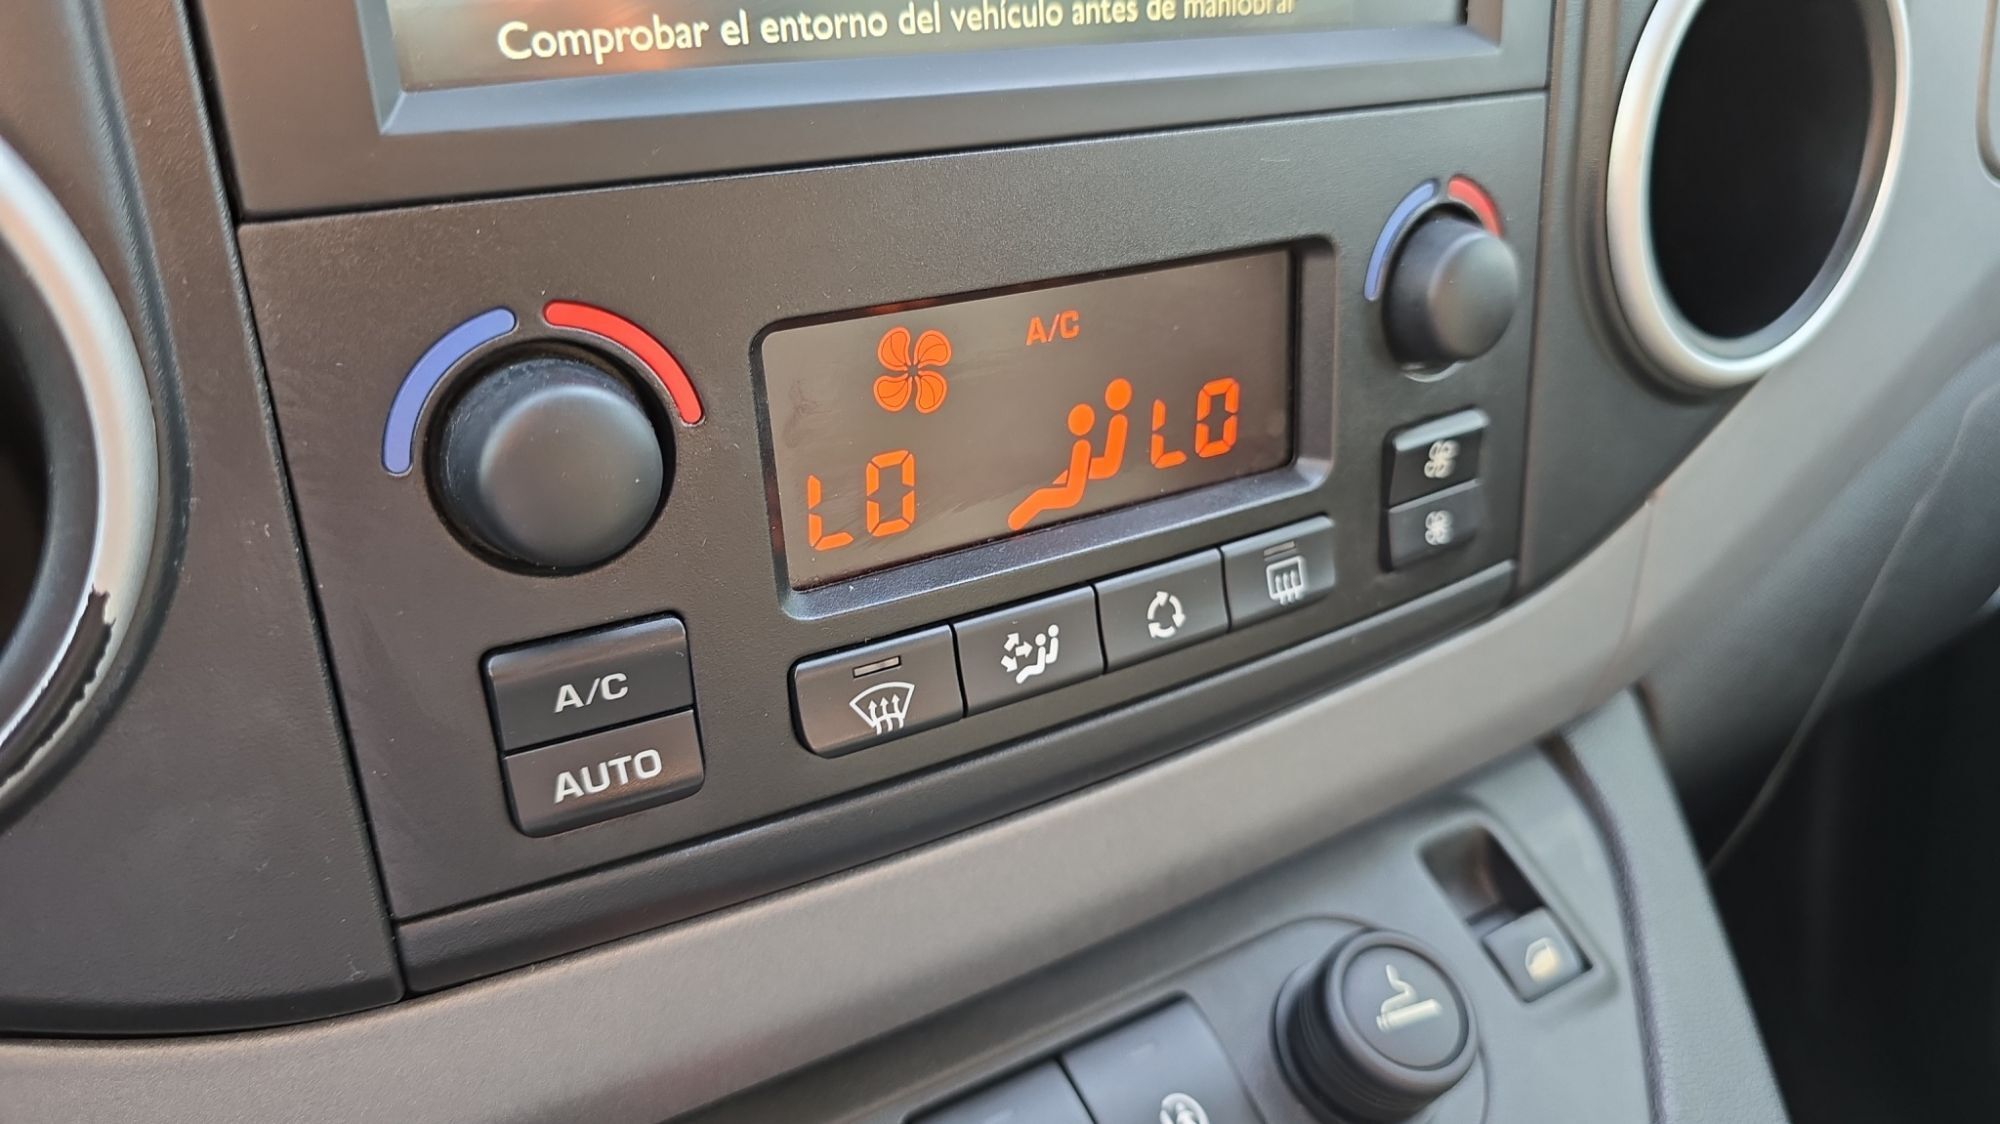 Comprobar el entorno del vehículo antes de maniobrar
A/C
LO LO
A/C
AUTO